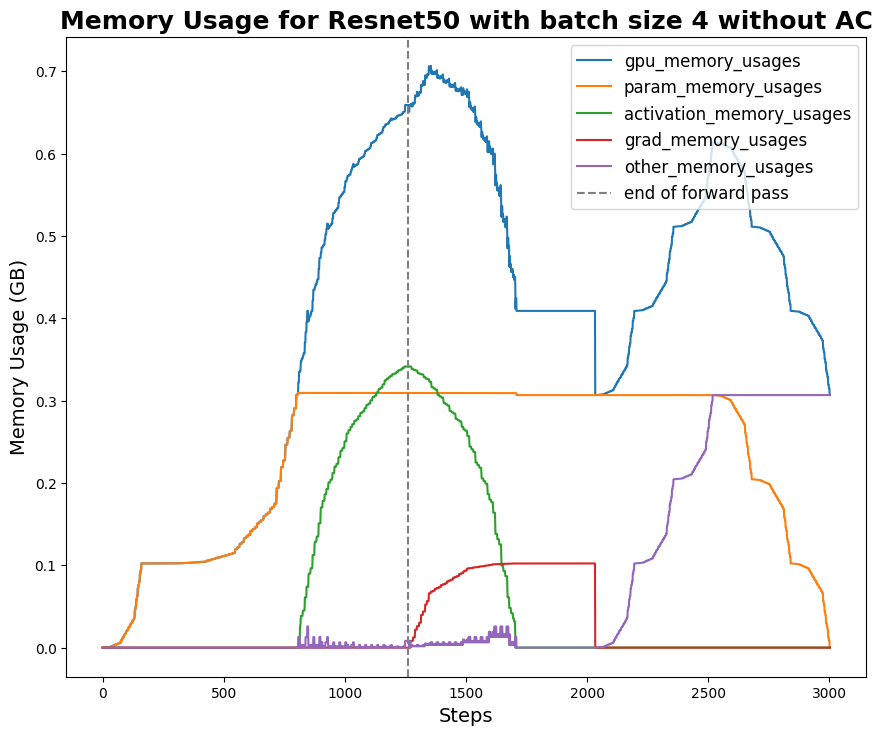 Memory Usage for Resnet50 with batch size 4 without AC
gpu_memory_usages
param_memory_usages
activation_memory_usages
grad_memory_usages
other_memory_usages
end of forward pass
Memory Usage (GB)
0.7
0.6
0.5
0.4
0.3
0.2
0.1
0.0
0
500
1000
1500
2000
2500
3000
Steps